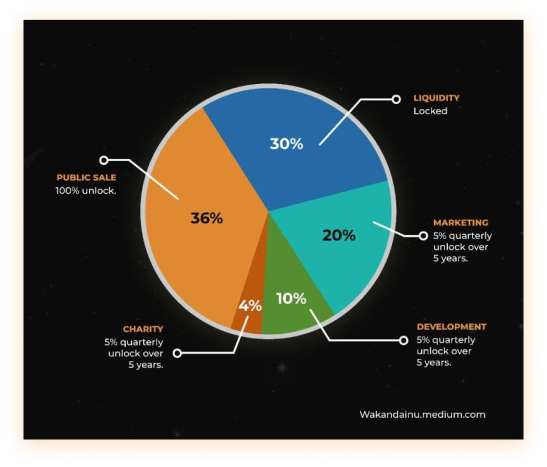 LIQUIDITY
Locked
30%
PUBLIC SALE
100% unlock.
36%
MARKETING
5% quarterly
unlock over
5 years.
20%
10%
4%
DEVELOPMENT
5% quarterly
unlock over
5 years.
CHARITY
5% quarterly
unlock over
5 years.
Wakandainu.medium.com